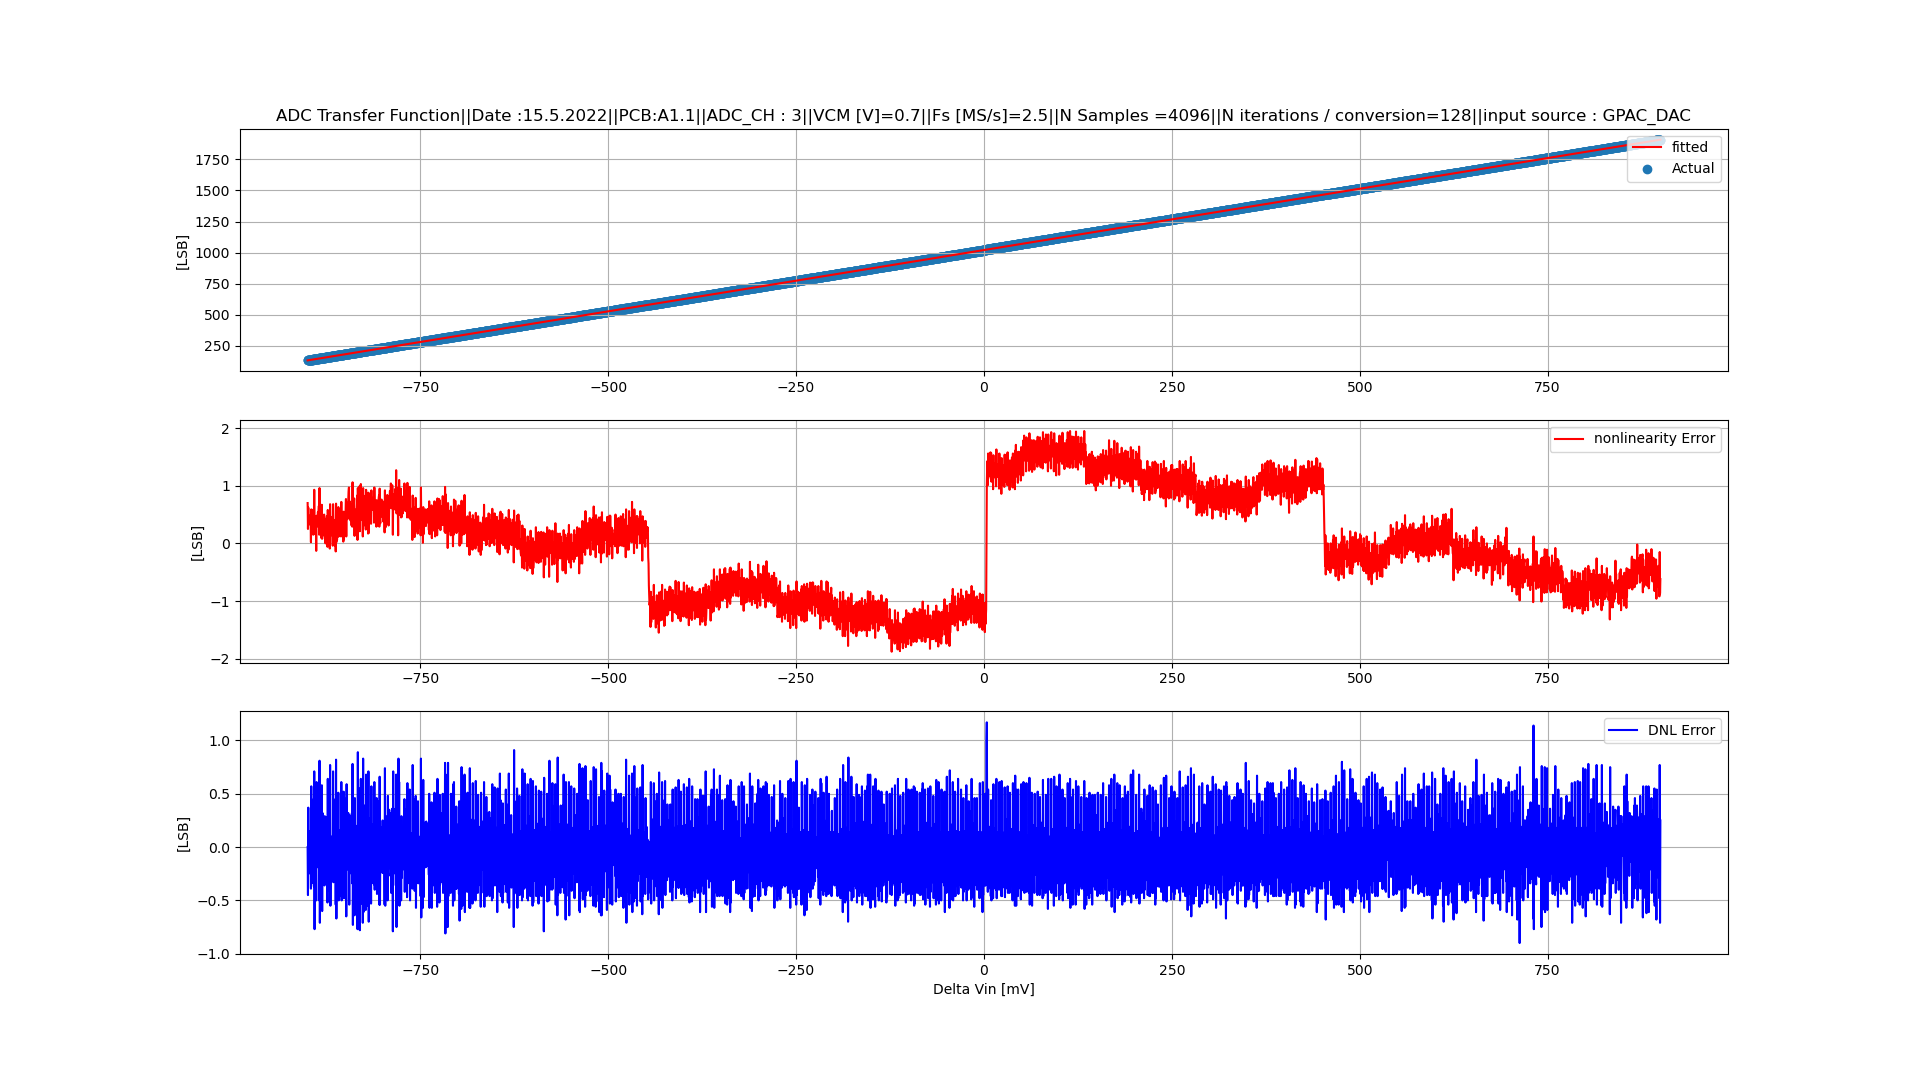 ADC Transfer Function||Date :15.5.2022||PCB:A1.1||ADC_CH : 3||VCM [V]=0.7||Fs [MS/s]=2.5||N Samples =4096||N iterations / conversion=128||input source : GPAC_DAC
1750
1500
1250
1000
750
500
250
[LSB]
fitted
Actual
−750 −500 −250 0 250 500 750
2
1
0
−1
−2
[LSB]
nonlinearity Error
−750 −500 −250 0 250 500 750
1.0
0.5
0.0
−0.5
−1.0
[LSB]
DNL Error
−750 −500 −250 0 250 500 750
Delta Vin [mV]